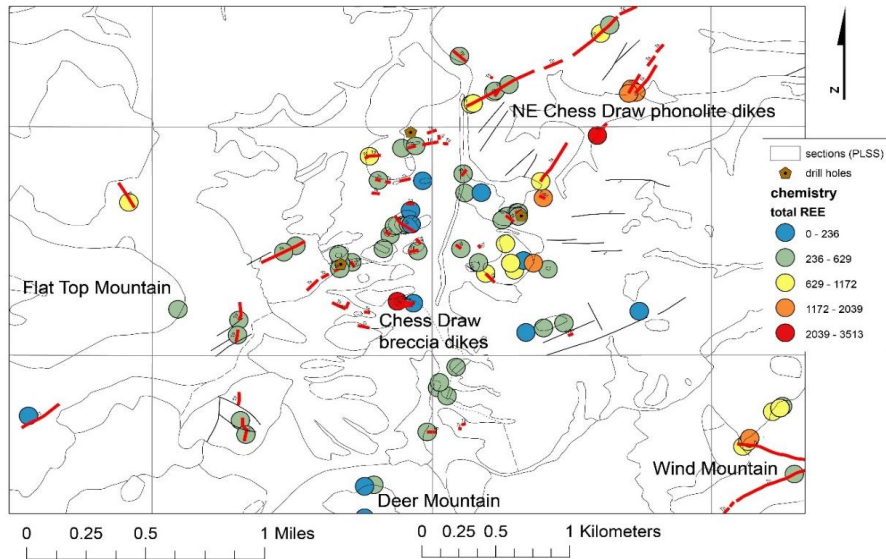 NE Chess Draw phonolite dikes
Flat Top Mountain
Chess Draw
breccia dikes
Wind Mountain
Deer Mountain
N
sections (PLSS)
drill holes
chemistry
total REE
0 - 236
236 - 629
629 - 1172
1172 - 2039
2039 - 3513
0 0.25 0.5 1 Miles
0 0.25 0.5 1 Kilometers